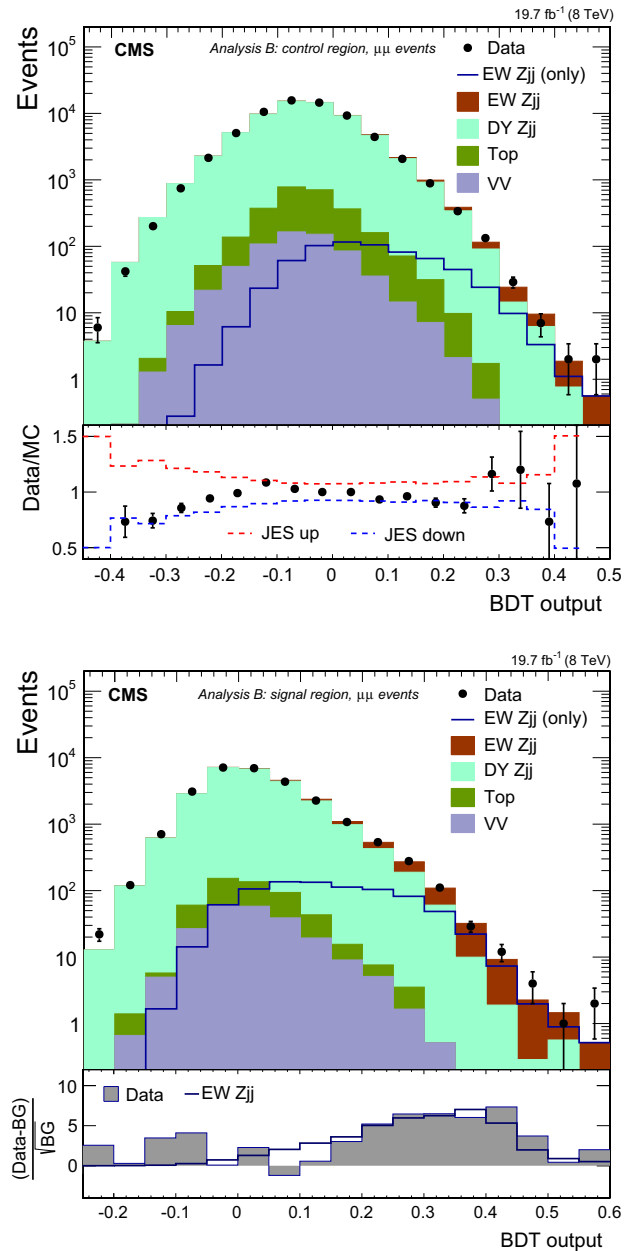 19.7 fb⁻¹ (8 TeV)
CMS Analysis B: control region, μμ events
Events
10⁵
10⁴
10³
10²
10
1
Data
EW Zjj (only)
EW Zjj
DY Zjj
Top
VV
Data/MC
1.5
1
0.5
JES up JES down
-0.4 -0.3 -0.2 -0.1 0 0.1 0.2 0.3 0.4 0.5
BDT output
19.7 fb⁻¹ (8 TeV)
CMS Analysis B: signal region, μμ events
Events
10⁵
10⁴
10³
10²
10
1
Data
EW Zjj (only)
EW Zjj
DY Zjj
Top
VV
(Data-BG)
√BG
10
5
0
Data EW Zjj
-0.2 -0.1 0 0.1 0.2 0.3 0.4 0.5 0.6
BDT output